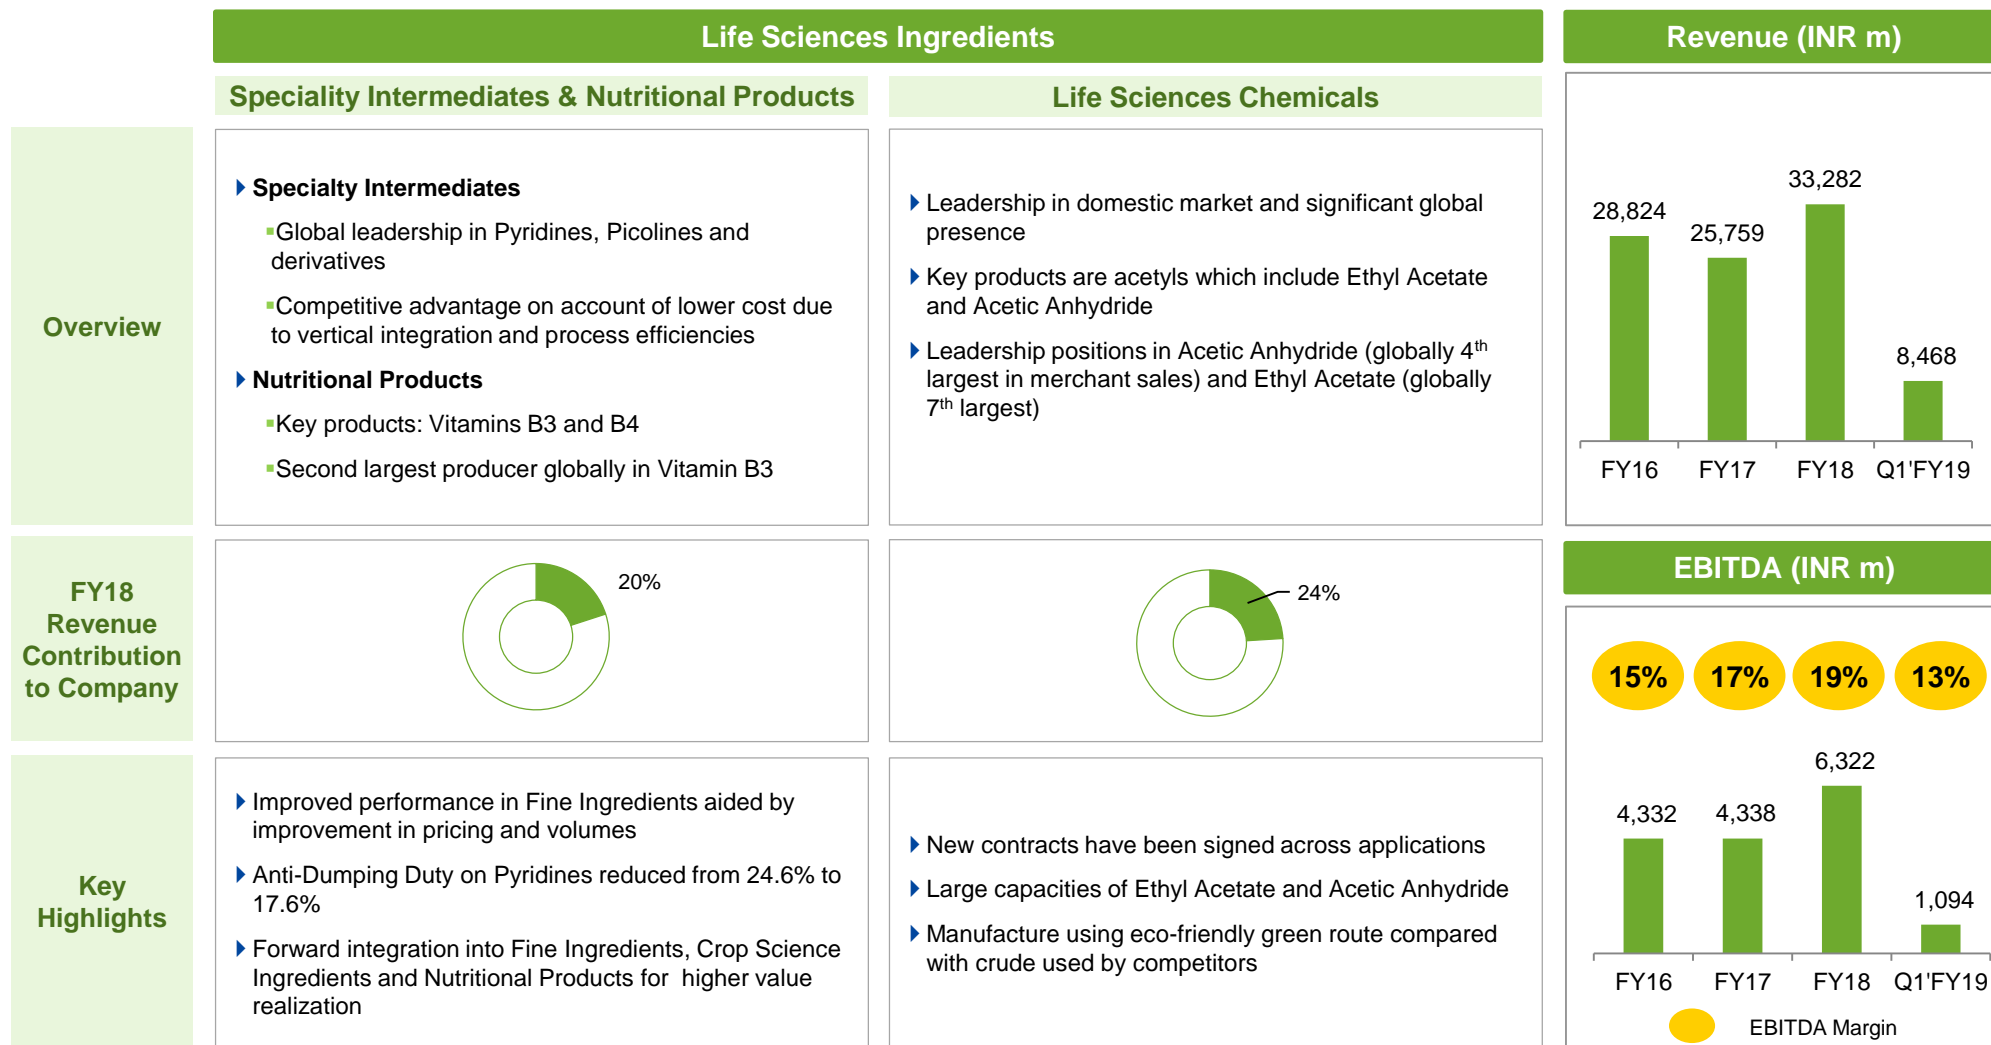 Life Sciences Ingredients
Speciality Intermediates & Nutritional Products
Life Sciences Chemicals
Overview
Specialty Intermediates
Global leadership in Pyridines, Picolines and
derivatives
Competitive advantage on account of lower cost due
to vertical integration and process efficiencies
Nutritional Products
Key products: Vitamins B3 and B4
Second largest producer globally in Vitamin B3
Leadership in domestic market and significant global
presence
Key products are acetyls which include Ethyl Acetate
and Acetic Anhydride
Leadership positions in Acetic Anhydride (globally 4th
largest in merchant sales) and Ethyl Acetate (globally
7th largest)
FY18
Revenue
Contribution
to Company
20%
24%
Key
Highlights
Improved performance in Fine Ingredients aided by
improvement in pricing and volumes
Anti-Dumping Duty on Pyridines reduced from 24.6% to
17.6%
Forward integration into Fine Ingredients, Crop Science
Ingredients and Nutritional Products for  higher value
realization
New contracts have been signed across applications
Large capacities of Ethyl Acetate and Acetic Anhydride
Manufacture using eco-friendly green route compared
with crude used by competitors
Revenue (INR m)
28,824
25,759
33,282
8,468
FY16 FY17 FY18 Q1'FY19
EBITDA (INR m)
15% 17% 19% 13%
4,332
4,338
6,322
1,094
FY16 FY17 FY18 Q1'FY19
EBITDA Margin